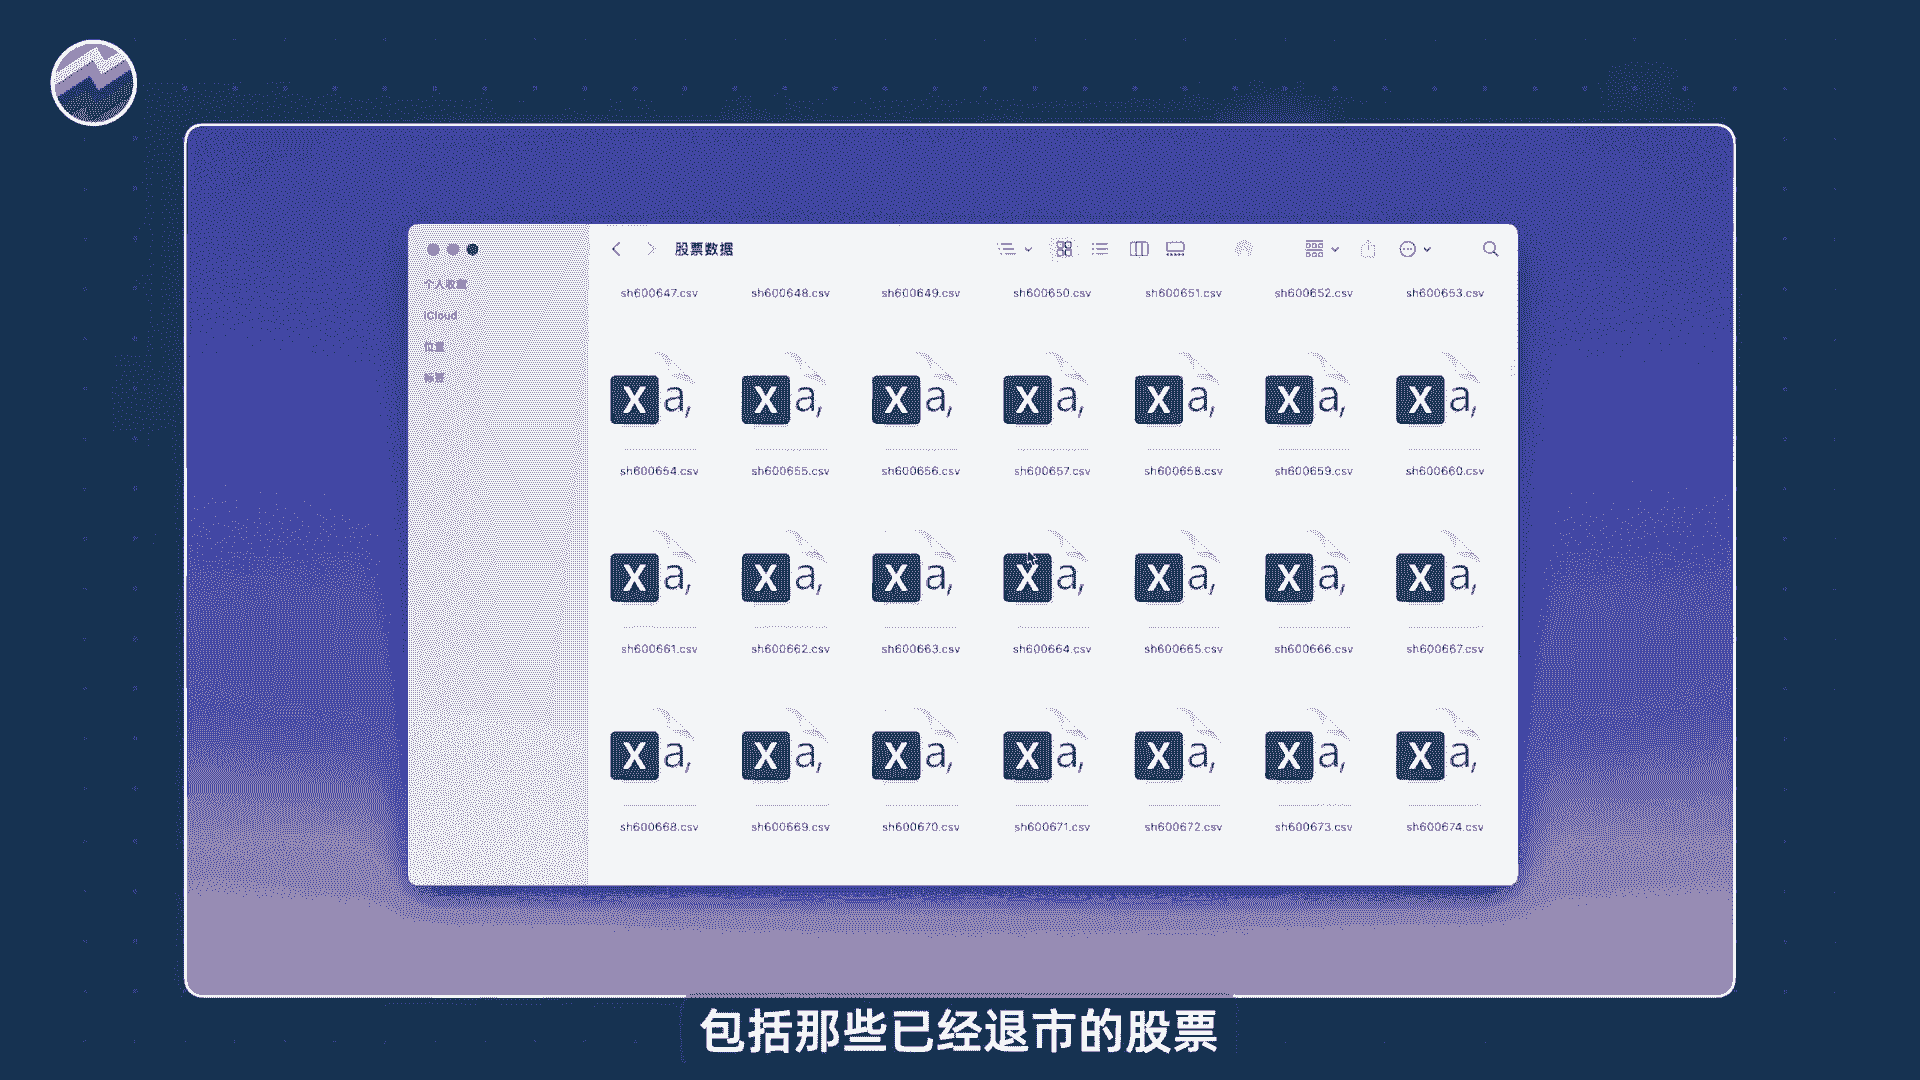 股票数据
个人收藏
iCloud
位置
标签
sh600647.csv sh600648.csv sh600649.csv sh600650.csv sh600651.csv sh600652.csv sh600653.csv
X a, X a, X a, X a, X a, X a, X a,
sh600654.csv sh600655.csv sh600656.csv sh600657.csv sh600658.csv sh600659.csv sh600660.csv
X a, X a, X a, X a, X a, X a, X a,
sh600661.csv sh600662.csv sh600663.csv sh600664.csv sh600665.csv sh600666.csv sh600667.csv
X a, X a, X a, X a, X a, X a, X a,
sh600668.csv sh600669.csv sh600670.csv sh600671.csv sh600672.csv sh600673.csv sh600674.csv
包括那些已经退市的股票